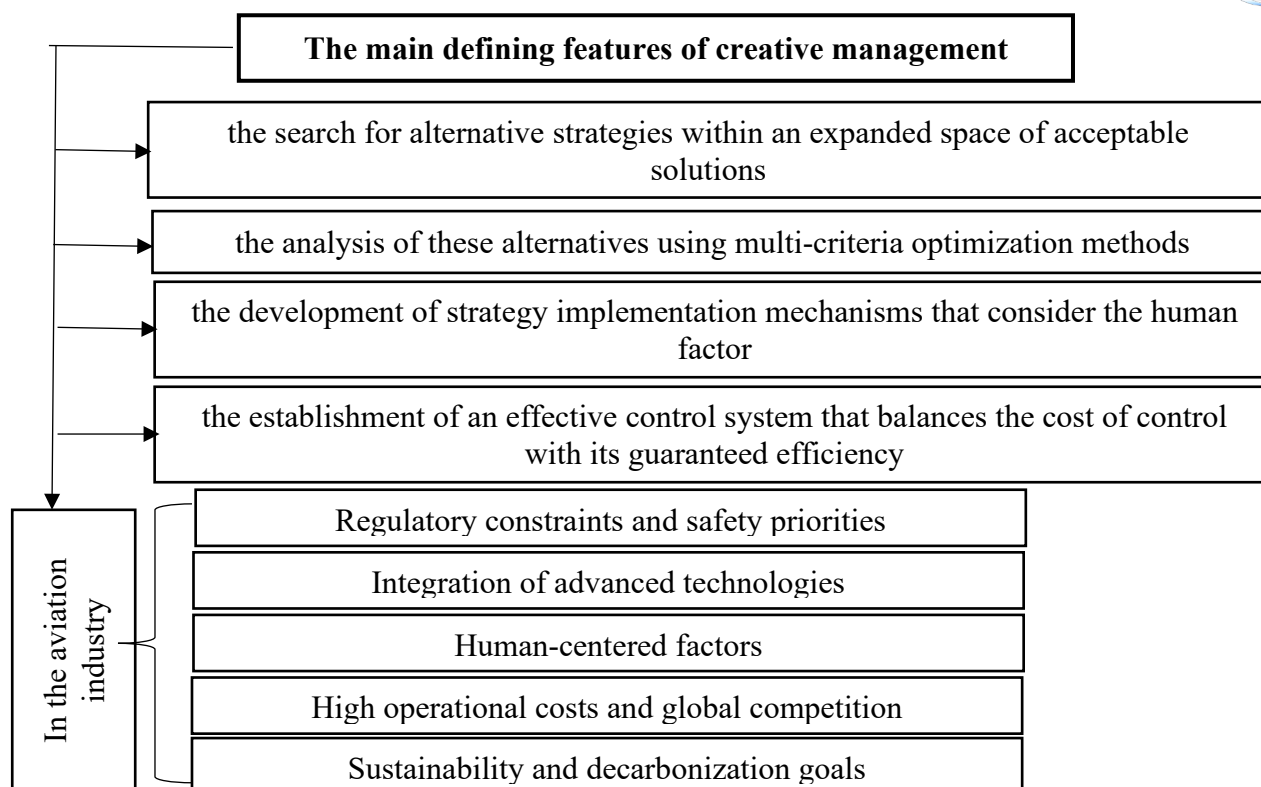 The main defining features of creative management
the search for alternative strategies within an expanded space of acceptable
solutions
the analysis of these alternatives using multi-criteria optimization methods
the development of strategy implementation mechanisms that consider the human
factor
the establishment of an effective control system that balances the cost of control
with its guaranteed efficiency
In the aviation
industry
Regulatory constraints and safety priorities
Integration of advanced technologies
Human-centered factors
High operational costs and global competition
Sustainability and decarbonization goals